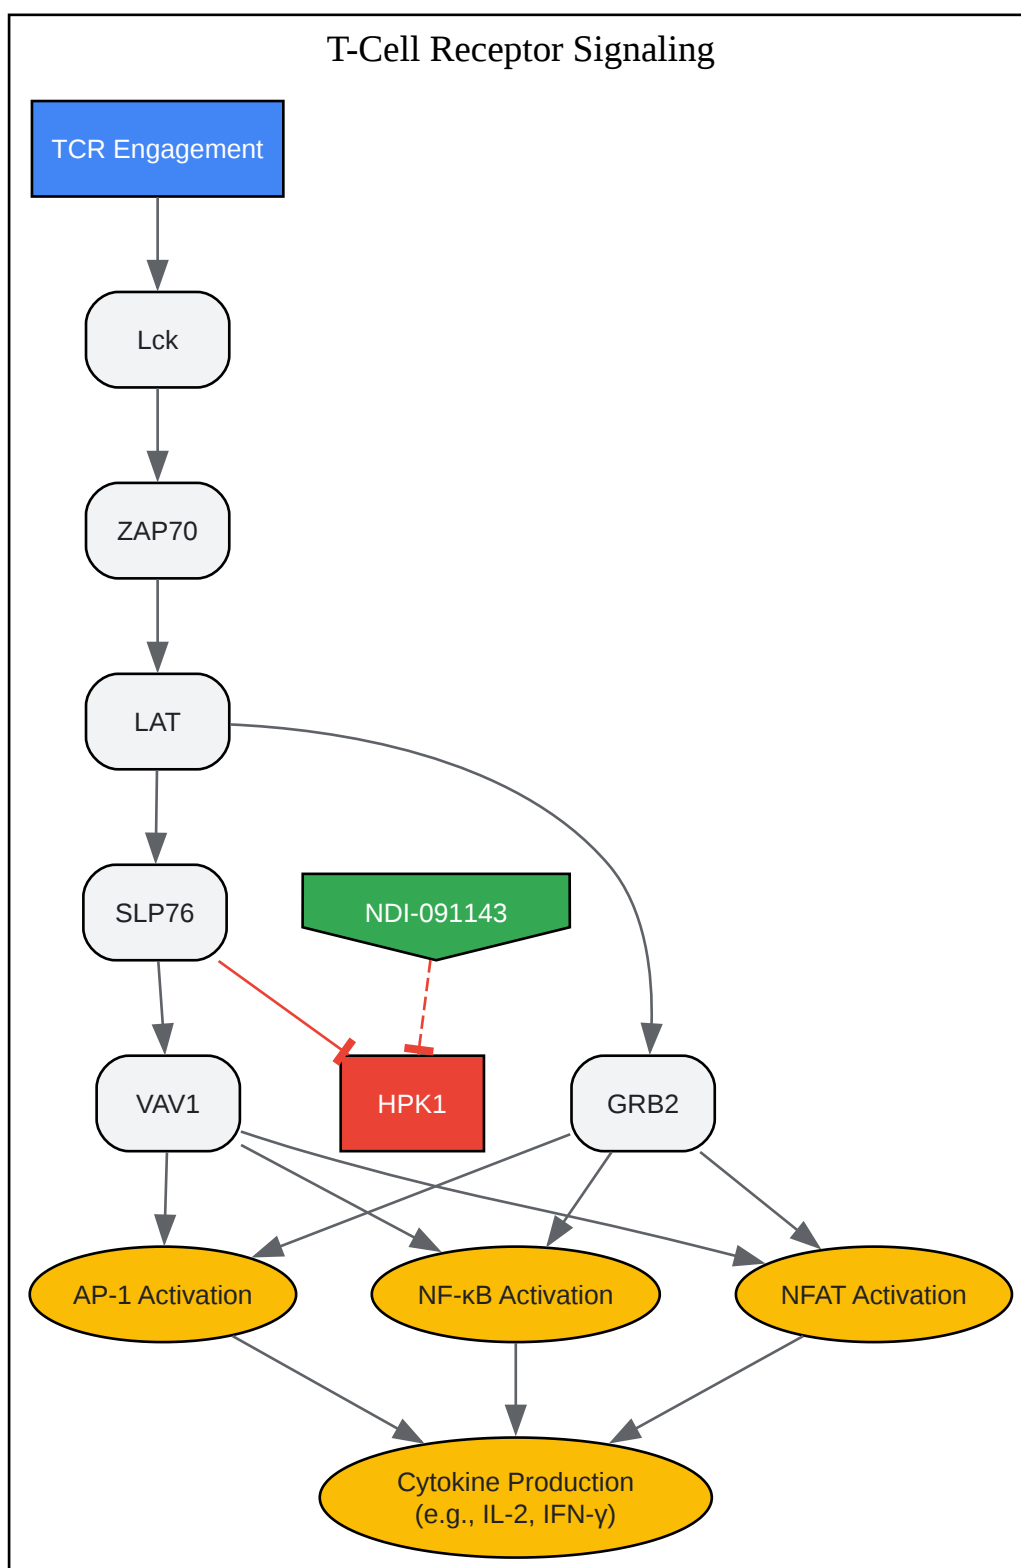 T-Cell Receptor Signaling
TCR Engagement
Lck
ZAP70
LAT
SLP76
NDI-091143
VAV1
HPK1
GRB2
AP-1 Activation
NF-κB Activation
NFAT Activation
Cytokine Production
(e.g., IL-2, IFN-γ)